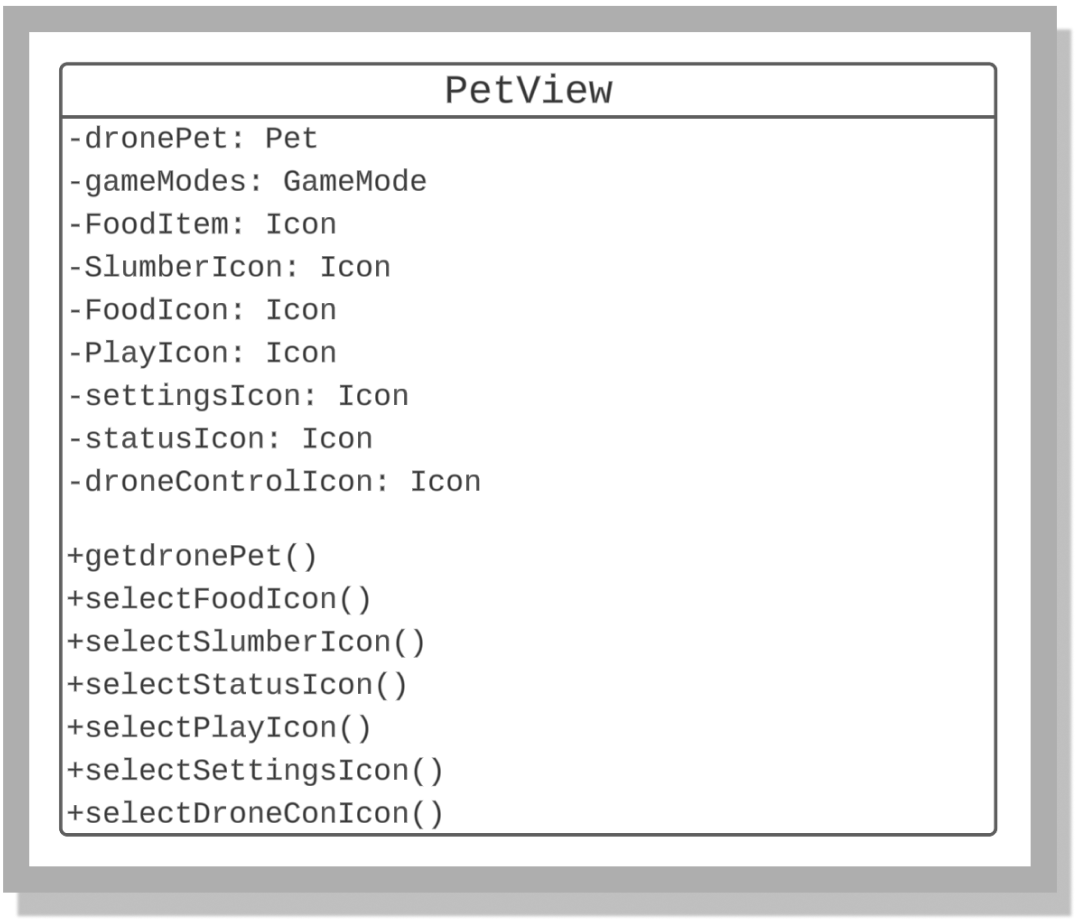 PetView
-dronePet: Pet
-gameModes: GameMode
-FoodItem: Icon
-SlumberIcon: Icon
-FoodIcon: Icon
-PlayIcon: Icon
-settingsIcon: Icon
-statusIcon: Icon
-droneControlIcon: Icon
+getdronePet()
+selectFoodIcon()
+selectSlumberIcon()
+selectStatusIcon()
+selectPlayIcon()
+selectSettingsIcon()
+selectDroneConIcon()